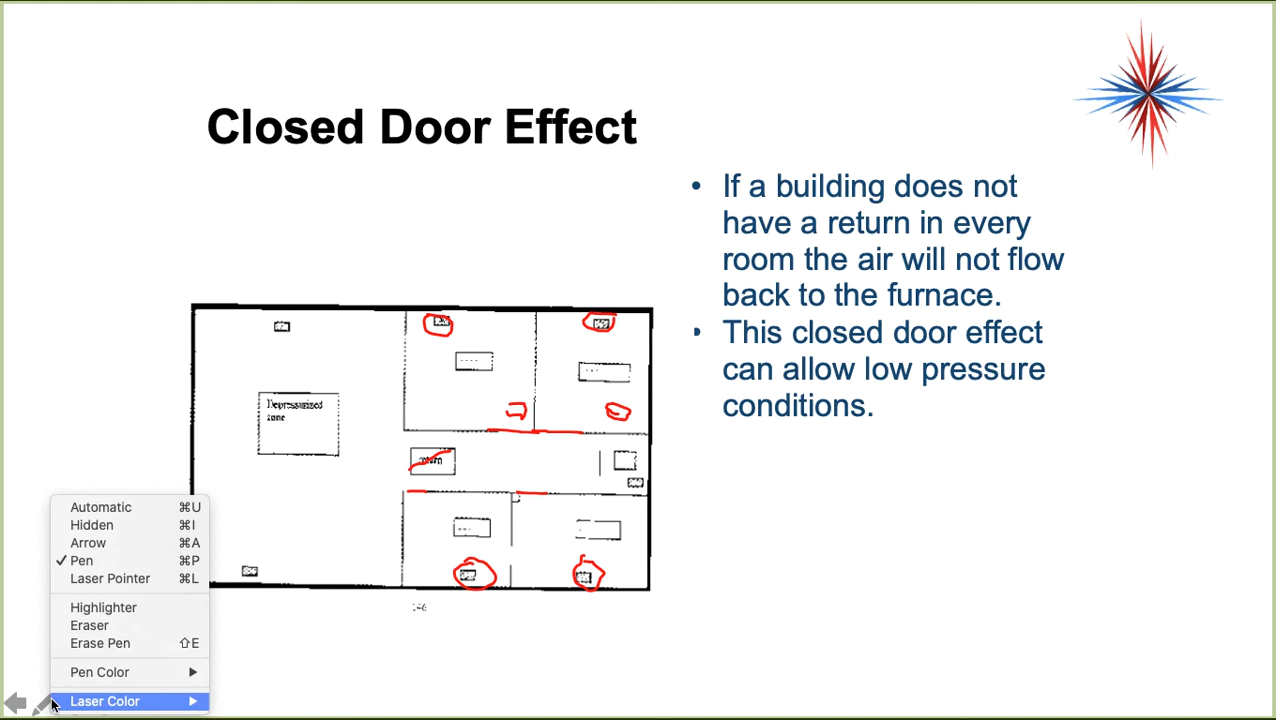 Closed Door Effect
• If a building does not
have a return in every
room the air will not flow
back to the furnace.
• This closed door effect
can allow low pressure
conditions.
Depressurized
zone
return
Automatic ⌘U
Hidden ⌘I
Arrow ⌘A
✓ Pen ⌘P
Laser Pointer ⌘L
Highlighter
Eraser
Erase Pen ⇧E
Pen Color
Laser Color